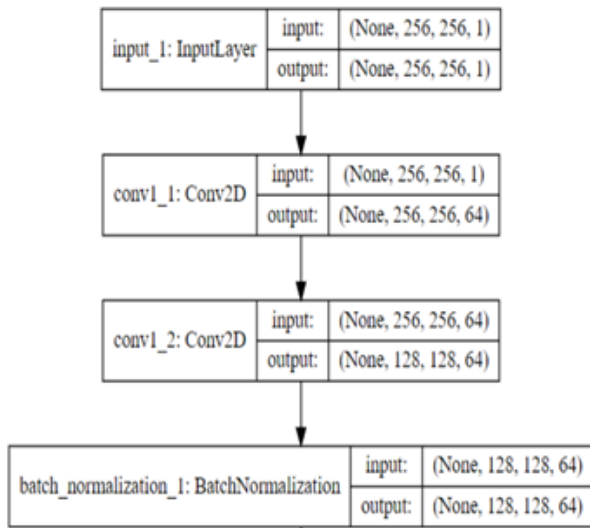 input_1: InputLayer
input: (None, 256, 256, 1)
output: (None, 256, 256, 1)
conv1_1: Conv2D
input: (None, 256, 256, 1)
output: (None, 256, 256, 64)
conv1_2: Conv2D
input: (None, 256, 256, 64)
output: (None, 128, 128, 64)
batch_normalization_1: BatchNormalization
input: (None, 128, 128, 64)
output: (None, 128, 128, 64)